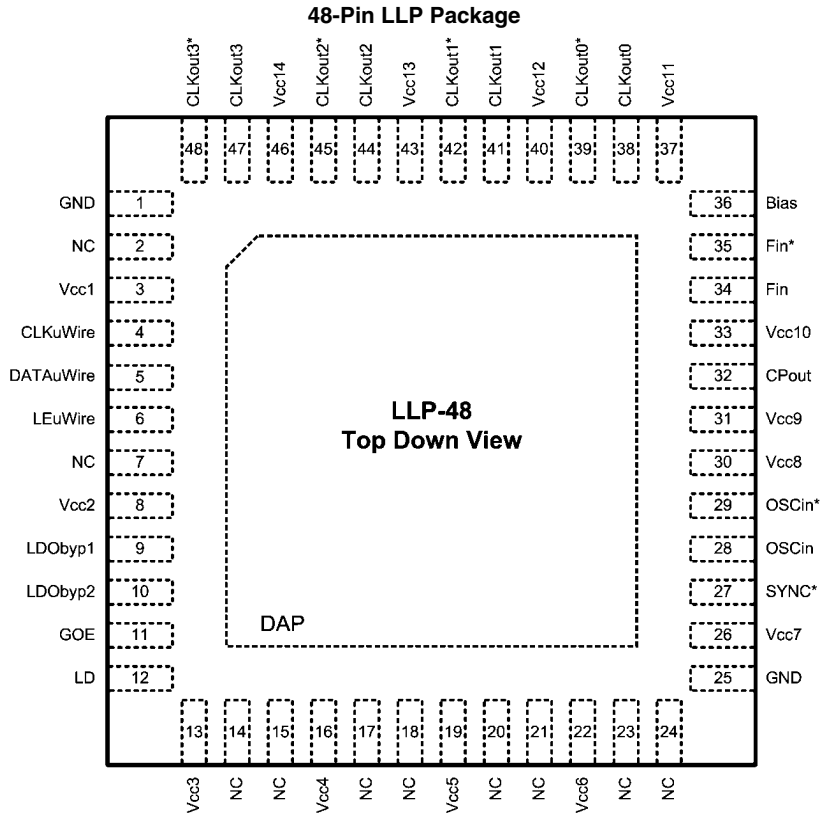 48-Pin LLP Package
CLKout3*
CLKout3
Vcc14
CLKout2*
CLKout2
Vcc13
CLKout1*
CLKout1
Vcc12
CLKout0*
CLKout0
Vcc11
48 47 46 45 44 43 42 41 40 39 38 37
GND 1
NC 2
Vcc1 3
CLKuWire 4
DATAuWire 5
LEuWire 6
NC 7
Vcc2 8
LDObyp1 9
LDObyp2 10
GOE 11
LD 12
LLP-48
Top Down View
DAP
36 Bias
35 Fin*
34 Fin
33 Vcc10
32 CPout
31 Vcc9
30 Vcc8
29 OSCin*
28 OSCin
27 SYNC*
26 Vcc7
25 GND
13 14 15 16 17 18 19 20 21 22 23 24
Vcc3
NC
NC
Vcc4
NC
NC
Vcc5
NC
NC
Vcc6
NC
NC